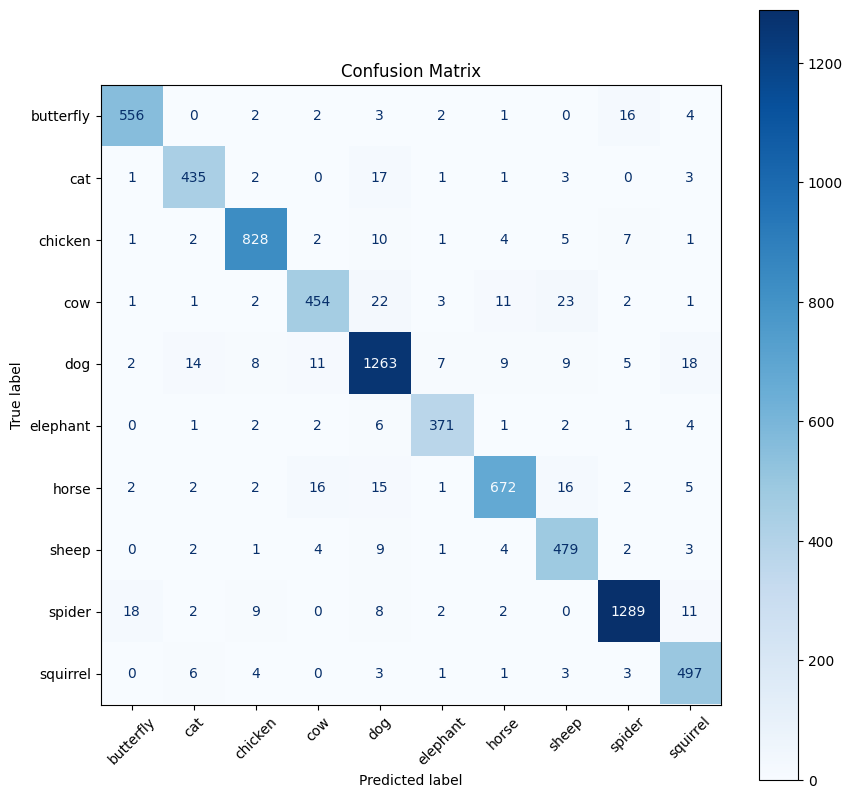 Confusion Matrix
butterfly 556 0 2 2 3 2 1 0 16 4
cat 1 435 2 0 17 1 1 3 0 3
chicken 1 2 828 2 10 1 4 5 7 1
cow 1 1 2 454 22 3 11 23 2 1
dog 2 14 8 11 1263 7 9 9 5 18
elephant 0 1 2 2 6 371 1 2 1 4
horse 2 2 2 16 15 1 672 16 2 5
sheep 0 2 1 4 9 1 4 479 2 3
spider 18 2 9 0 8 2 2 0 1289 11
squirrel 0 6 4 0 3 1 1 3 3 497
True label
butterfly cat chicken cow dog elephant horse sheep spider squirrel
Predicted label
1200
1000
800
600
400
200
0